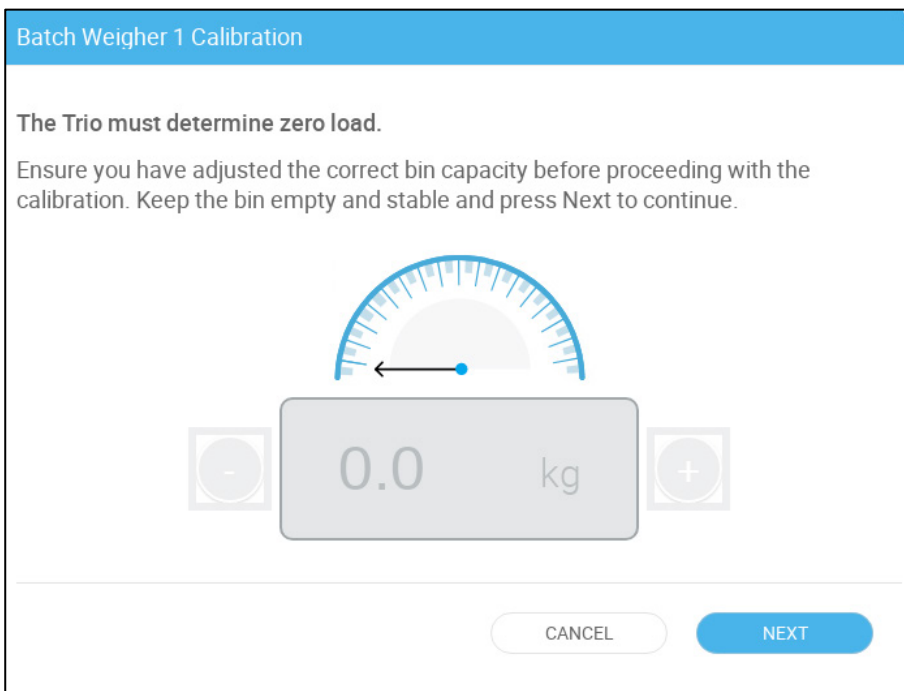 Batch Weigher 1 Calibration
The Trio must determine zero load.
Ensure you have adjusted the correct bin capacity before proceeding with the
calibration. Keep the bin empty and stable and press Next to continue.
- 0.0 kg +
CANCEL NEXT